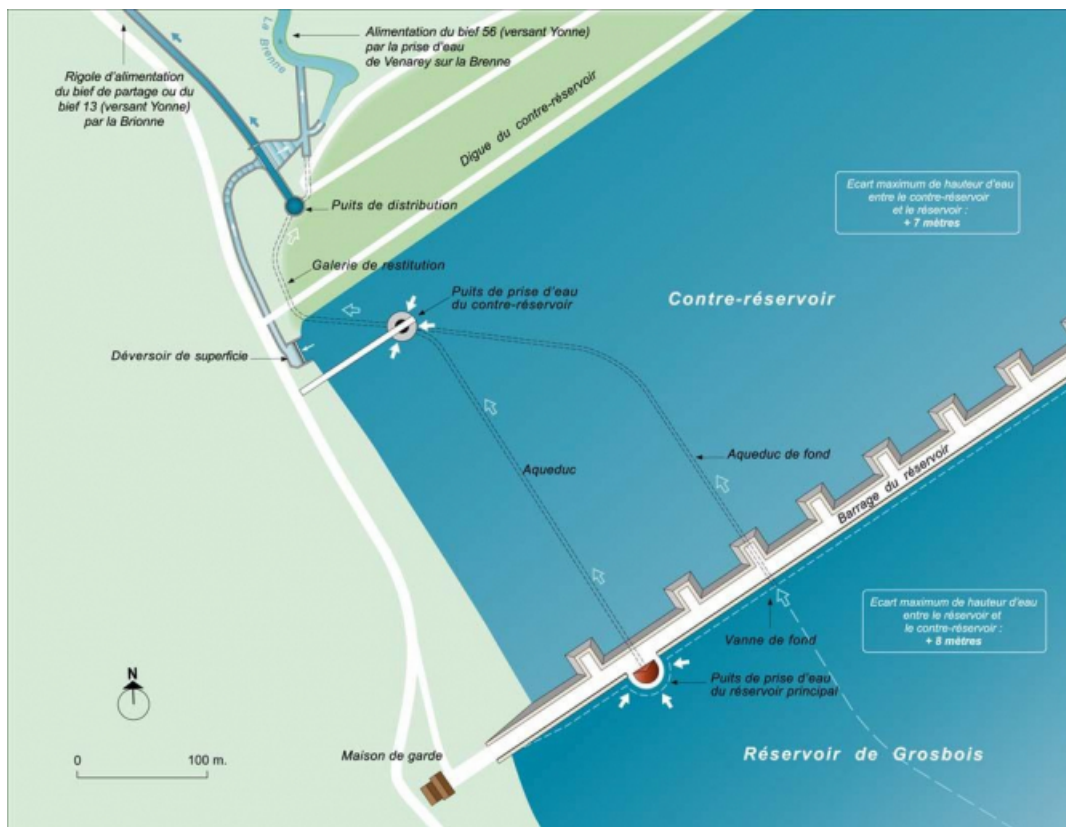 La Brenne
Alimentation du bief 56 (versant Yonne)
par la prise d'eau
de Venarey sur la Brenne
Rigole d'alimentation
du bief de partage ou du
bief 13 (versant Yonne)
par la Brionne
Digue du contre-réservoir
Ecart maximum de hauteur d'eau
entre le contre-réservoir
et le réservoir :
+ 7 mètres
Puits de distribution
Galerie de restitution
Puits de prise d'eau
du contre-réservoir
Contre-réservoir
Déversoir de superficie
Aqueduc
Aqueduc de fond
Barrage du réservoir
Ecart maximum de hauteur d'eau
entre le réservoir et
le contre-réservoir :
+ 8 mètres
Vanne de fond
Puits de prise d'eau
du réservoir principal
N
0 100 m.
Maison de garde
Réservoir de Grosbois